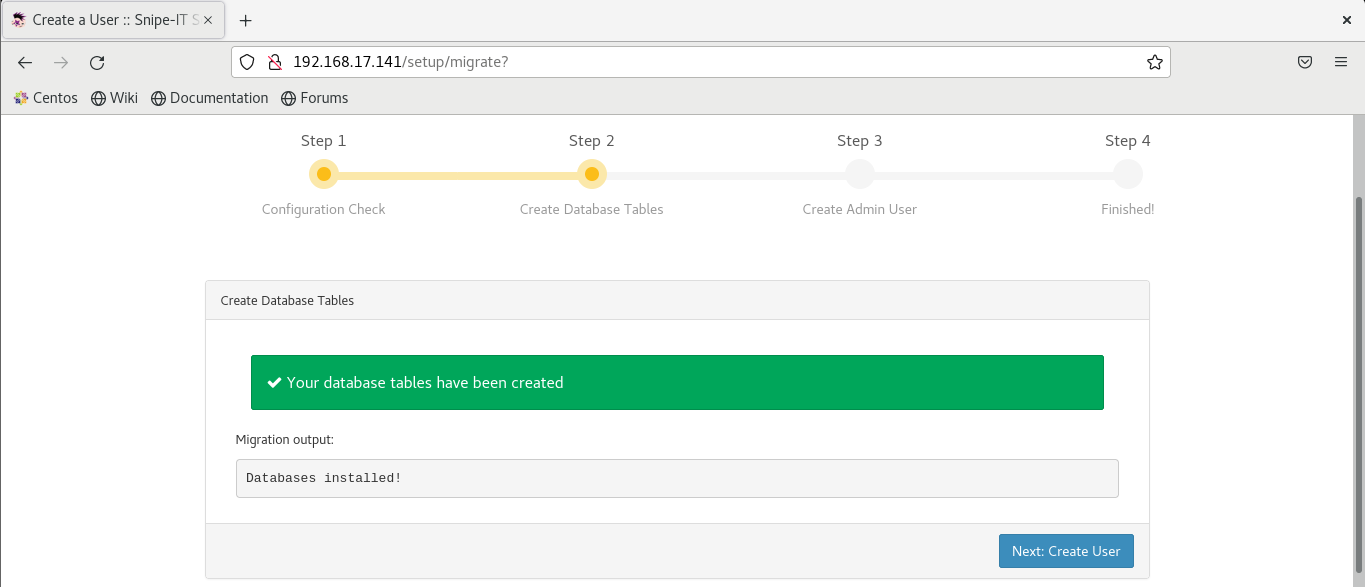 Create a User :: Snipe-IT S
192.168.17.141/setup/migrate?
Centos Wiki Documentation Forums
Step 1 Step 2 Step 3 Step 4
Configuration Check Create Database Tables Create Admin User Finished!
Create Database Tables
Your database tables have been created
Migration output:
Databases installed!
Next: Create User